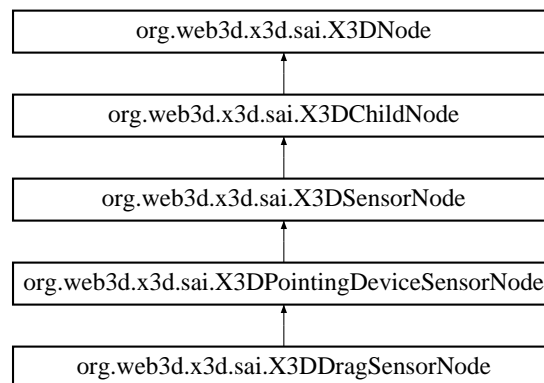 org.web3d.x3d.sai.X3DNode
org.web3d.x3d.sai.X3DChildNode
org.web3d.x3d.sai.X3DSensorNode
org.web3d.x3d.sai.X3DPointingDeviceSensorNode
org.web3d.x3d.sai.X3DDragSensorNode